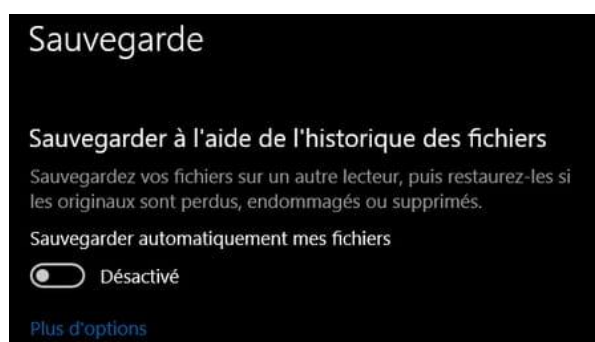 Sauvegarde
Sauvegarder à l'aide de l'historique des fichiers
Sauvegardez vos fichiers sur un autre lecteur, puis restaurez-les si
les originaux sont perdus, endommagés ou supprimés.
Sauvegarder automatiquement mes fichiers
Désactivé
Plus d'options